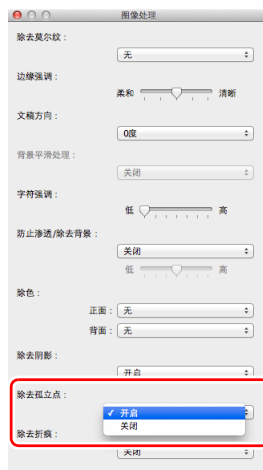 图像处理
除去莫尔纹：
无
边缘强调：
柔和 清晰
文稿方向：
0度
背景平滑处理：
关闭
字符强调：
低 高
防止渗透/除去背景：
关闭
低 高
除色：
正面： 无
背面： 无
除去阴影：
开启
除去孤立点：
✓ 开启
关闭
除去折痕：
关闭